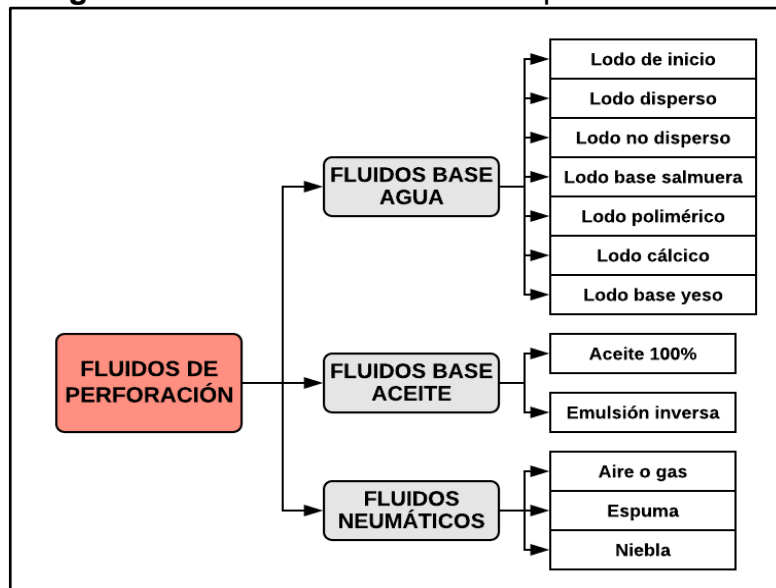 FLUIDOS DE
PERFORACIÓN
FLUIDOS BASE
AGUA
Lodo de inicio
Lodo disperso
Lodo no disperso
Lodo base salmuera
Lodo polimérico
Lodo cálcico
Lodo base yeso
FLUIDOS BASE
ACEITE
Aceite 100%
Emulsión inversa
FLUIDOS
NEUMÁTICOS
Aire o gas
Espuma
Niebla